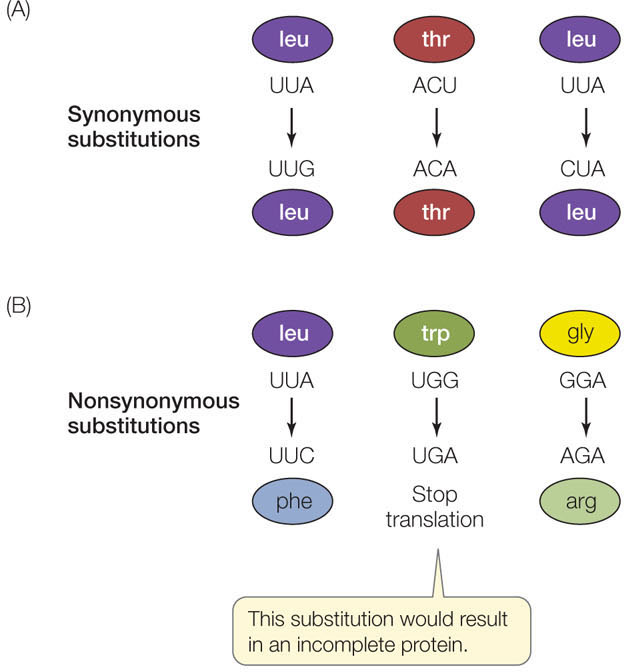 (A)
leu thr leu
UUA ACU UUA
Synonymous
substitutions
UUG ACA CUA
leu thr leu
(B)
leu trp gly
UUA UGG GGA
Nonsynonymous
substitutions
UUC UGA AGA
phe Stop translation arg
This substitution would result
in an incomplete protein.